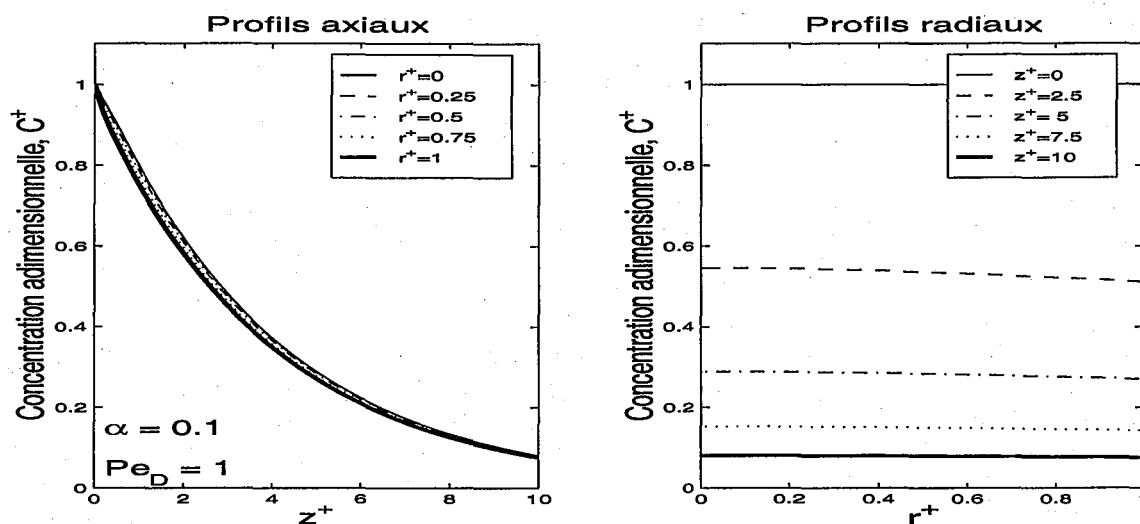 Profils axiaux
Concentration adimensionnelle, C⁺
1
0.8
0.6
0.4
0.2
0
r⁺=0
r⁺=0.25
r⁺=0.5
r⁺=0.75
r⁺=1
α = 0.1
Pe_D = 1
0 2 4 6 8 10
z⁺
Profils radiaux
Concentration adimensionnelle, C⁺
1
0.8
0.6
0.4
0.2
0
z⁺=0
z⁺=2.5
z⁺= 5
z⁺=7.5
z⁺=10
0 0.2 0.4 0.6 0.8
r⁺